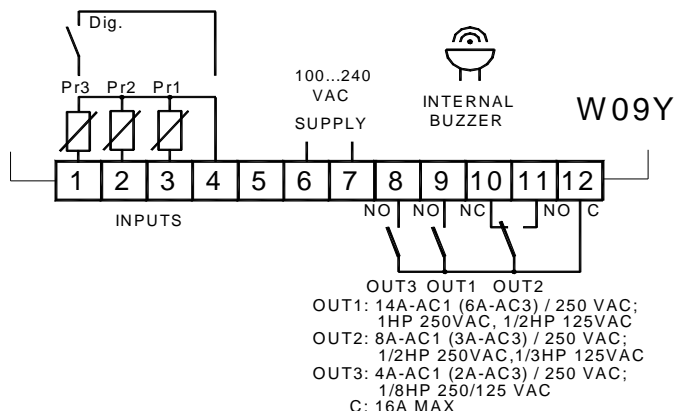 Dig.
Pr3 Pr2 Pr1
100...240
VAC
SUPPLY
INTERNAL
BUZZER
W09Y
1 2 3 4 5 6 7 8 9 10 11 12
INPUTS
NO NO NC NO C
OUT3 OUT1 OUT2
OUT1: 14A-AC1 (6A-AC3) / 250 VAC;
1HP 250VAC, 1/2HP 125VAC
OUT2: 8A-AC1 (3A-AC3) / 250 VAC;
1/2HP 250VAC,1/3HP 125VAC
OUT3: 4A-AC1 (2A-AC3) / 250 VAC;
1/8HP 250/125 VAC
C: 16A MAX